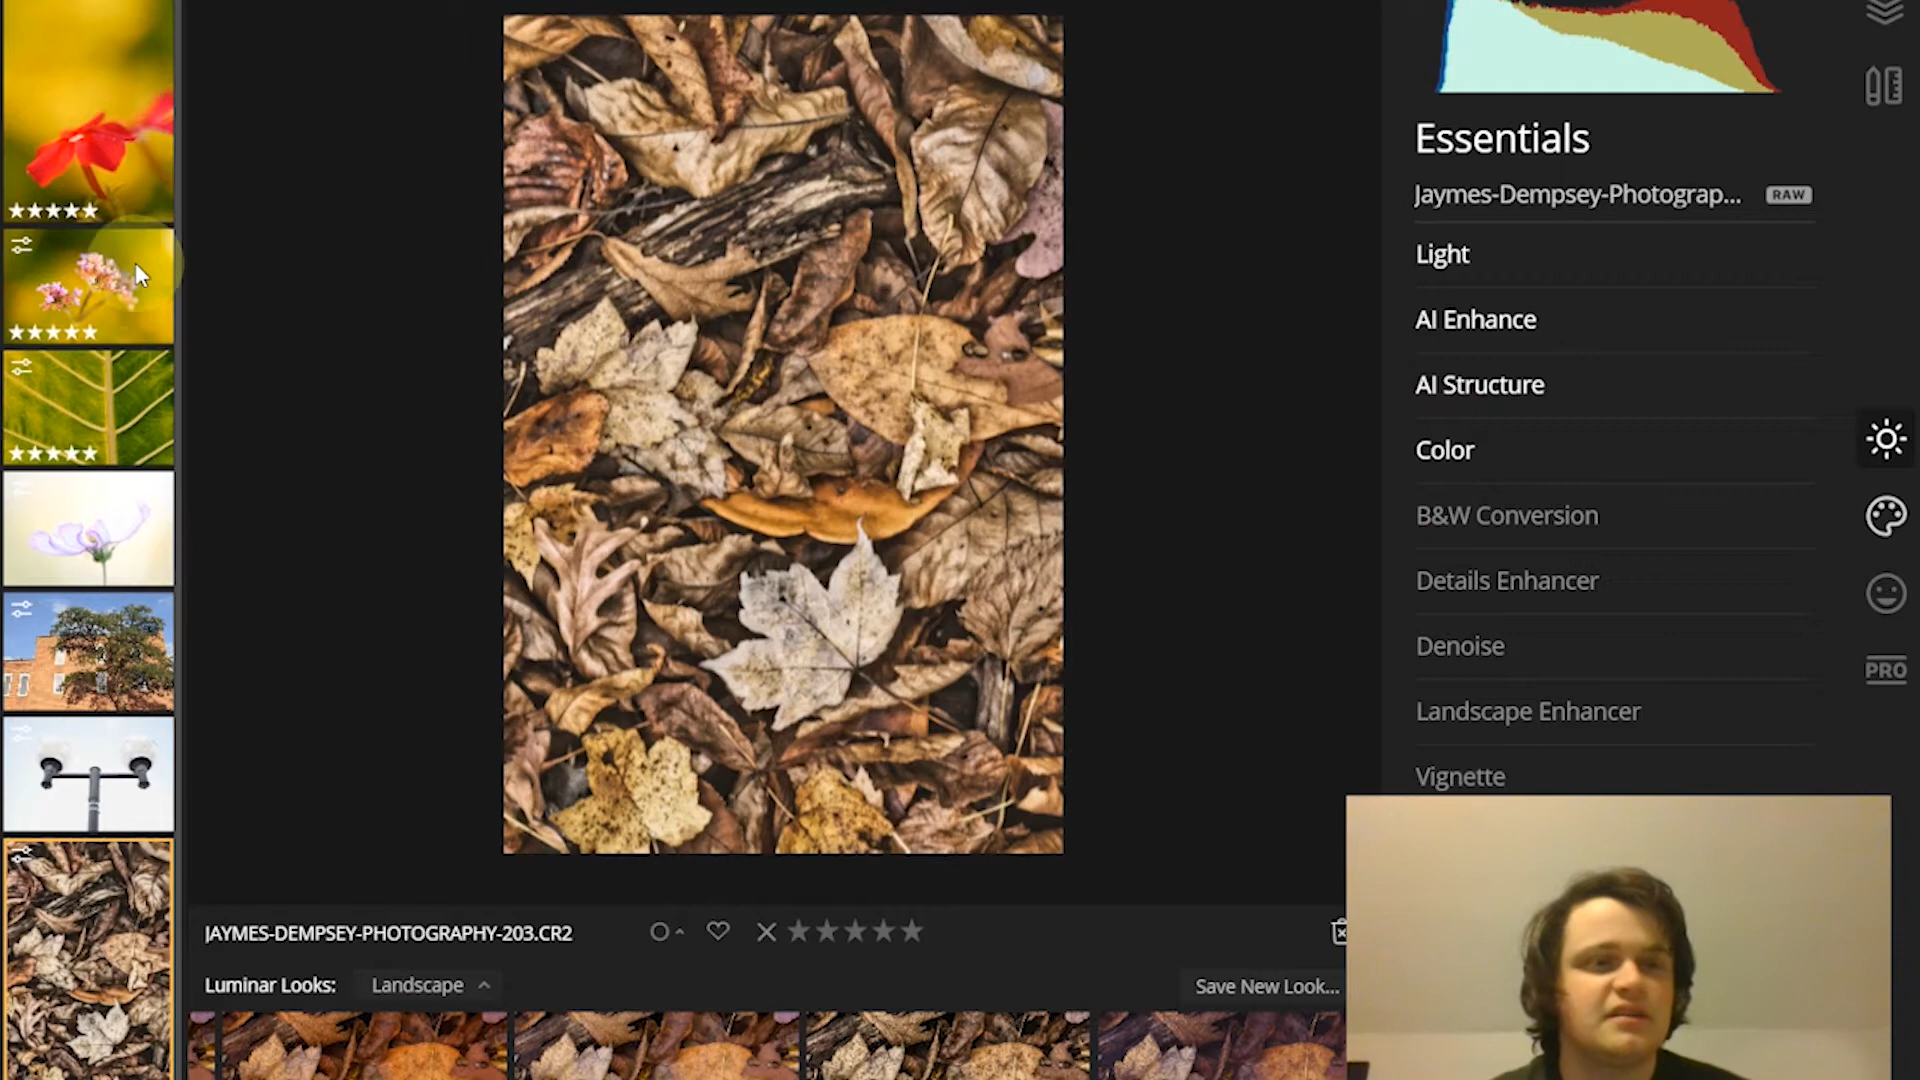 Essentials
Jaymes-Dempsey-Photograp... RAW
Light
AI Enhance
AI Structure
Color
B&W Conversion
Details Enhancer
Denoise
Landscape Enhancer
Vignette
PRO
JAYMES-DEMPSEY-PHOTOGRAPHY-203.CR2
Luminar Looks: Landscape
Save New Look...